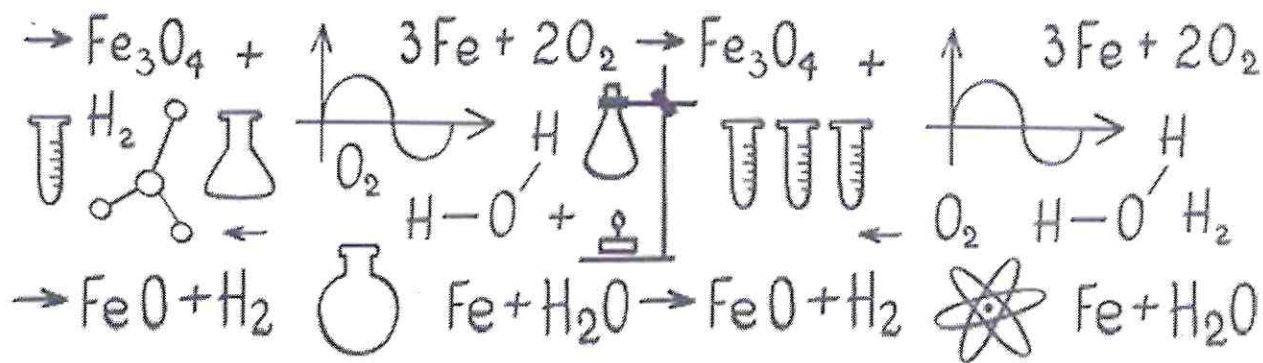 → Fe₃O₄ + 3Fe + 2O₂ → Fe₃O₄ + 3Fe + 2O₂
H₂ H
O₂ H
H–O + ← O₂ H–O H₂
←
→ FeO + H₂ Fe + H₂O → FeO + H₂ Fe + H₂O